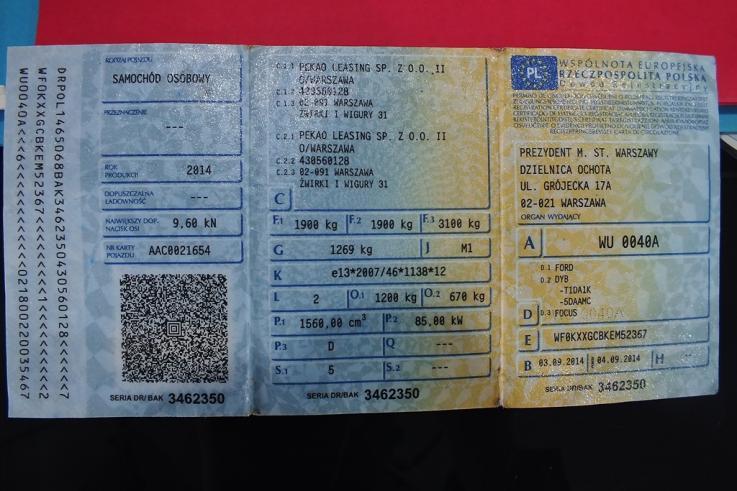 RODZAJ POJAZDU
SAMOCHÓD OSOBOWY
PRZEZNACZENIE
---
ROK PRODUKCJI
2014
DOPUSZCZALNA ŁADOWNOŚĆ
---
NAJWIĘKSZY DOP. NACISK OSI
9,60 kN
NR KARTY POJAZDU
AAC0021654
SERIA DR/BAK 3462350
C.1.1 PEKAO LEASING SP. Z O.O. II
O/WARSZAWA
C.1.2 430560128
C.1.3 02-091 WARSZAWA
ŻWIRKI I WIGURY 31
C.2.1 PEKAO LEASING SP. Z O.O. II
O/WARSZAWA
C.2.2 430560128
C.2.3 02-091 WARSZAWA
ŻWIRKI I WIGURY 31
C
F.1 1900 kg F.2 1900 kg F.3 3100 kg
G 1269 kg J M1
K e13*2007/46*1138*12
L 2 O.1 1200 kg O.2 670 kg
P.1 1560,00 cm³ P.2 85,00 kW
P.3 D Q ---
S.1 5 S.2 ---
SERIA DR/BAK 3462350
PL WSPÓLNOTA EUROPEJSKA
RZECZPOSPOLITA POLSKA
Dowód Rejestracyjny
PREZYDENT M. ST. WARSZAWY
DZIELNICA OCHOTA
UL. GRÓJECKA 17A
02-021 WARSZAWA
ORGAN WYDAJĄCY
A WU 0040A
D.1 FORD
D.2 DYB
-TIDA1K
-5DAAMC
D D.3 FOCUS
E WF0KXXGCBKEM52367
B 03.09.2014 04.09.2014 H ---
SERIA DR/BAK 3462350
DRPOL1465068BAK3462350430560128<<<<<<<7